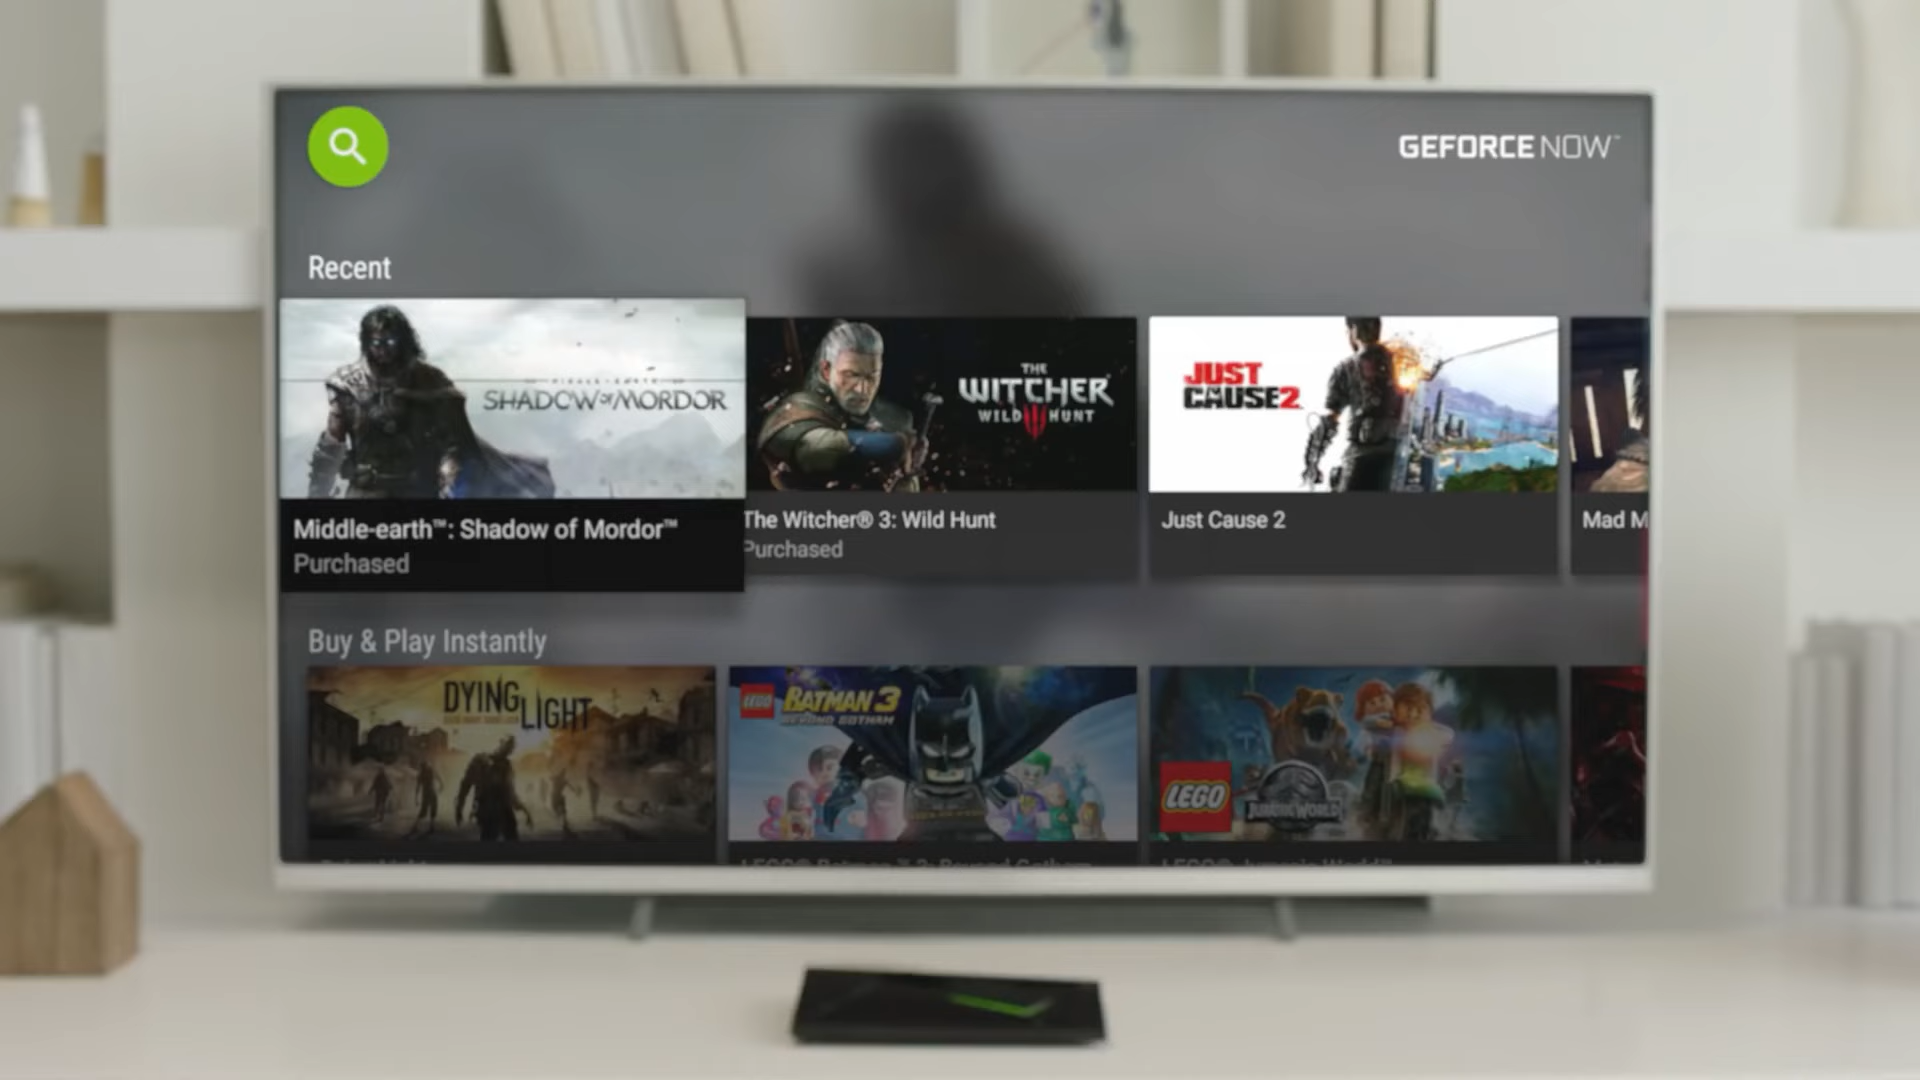 GEFORCE NOW™
Recent
SHADOW OF MORDOR
THE
WITCHER
WILD HUNT
JUST
CAUSE 2
Middle-earth™: Shadow of Mordor™
Purchased
The Witcher® 3: Wild Hunt
Purchased
Just Cause 2
Mad M
Buy & Play Instantly
DYING
LIGHT
LEGO
BATMAN 3
BEYOND GOTHAM
LEGO
JURASSIC WORLD